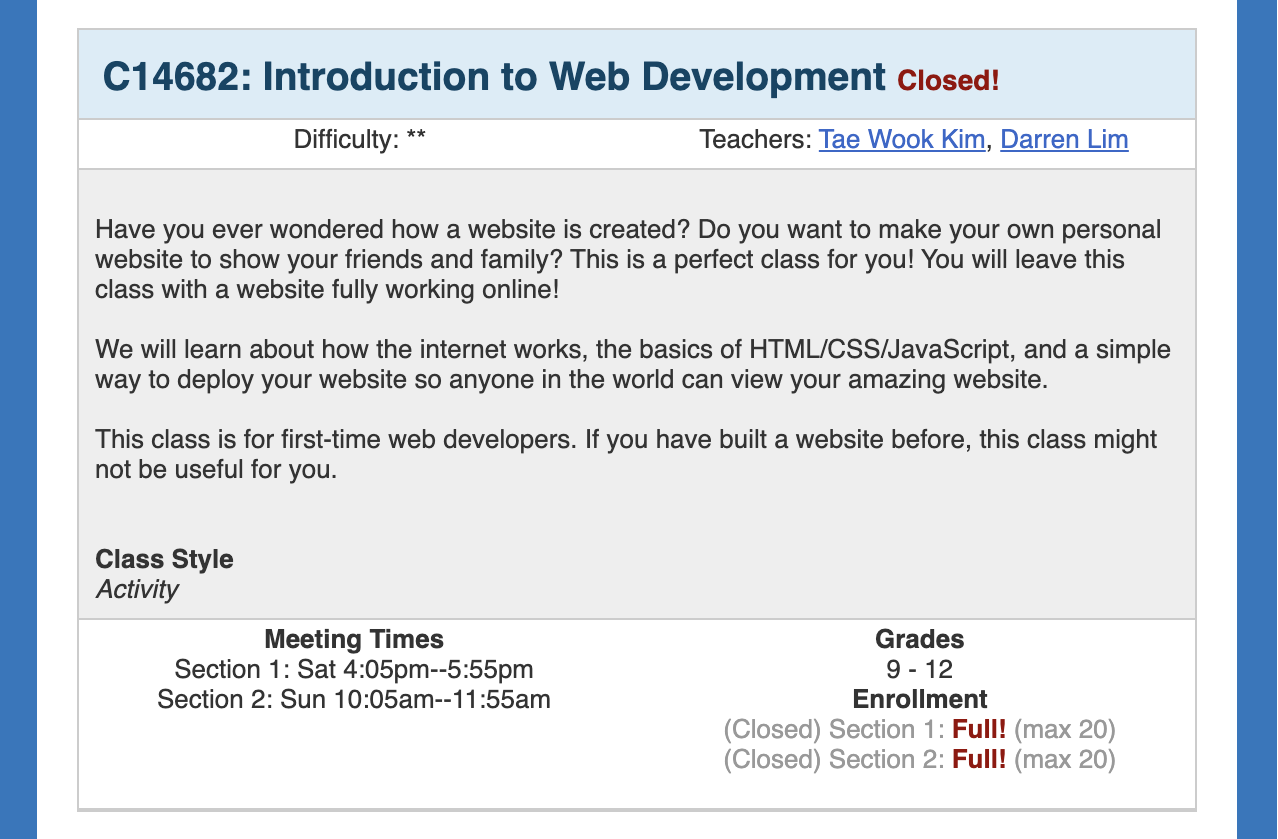 C14682: Introduction to Web Development Closed!
Difficulty: **
Teachers: Tae Wook Kim, Darren Lim
Have you ever wondered how a website is created? Do you want to make your own personal
website to show your friends and family? This is a perfect class for you! You will leave this
class with a website fully working online!
We will learn about how the internet works, the basics of HTML/CSS/JavaScript, and a simple
way to deploy your website so anyone in the world can view your amazing website.
This class is for first-time web developers. If you have built a website before, this class might
not be useful for you.
Class Style
Activity
Meeting Times
Section 1: Sat 4:05pm--5:55pm
Section 2: Sun 10:05am--11:55am
Grades
9 - 12
Enrollment
(Closed) Section 1: Full! (max 20)
(Closed) Section 2: Full! (max 20)